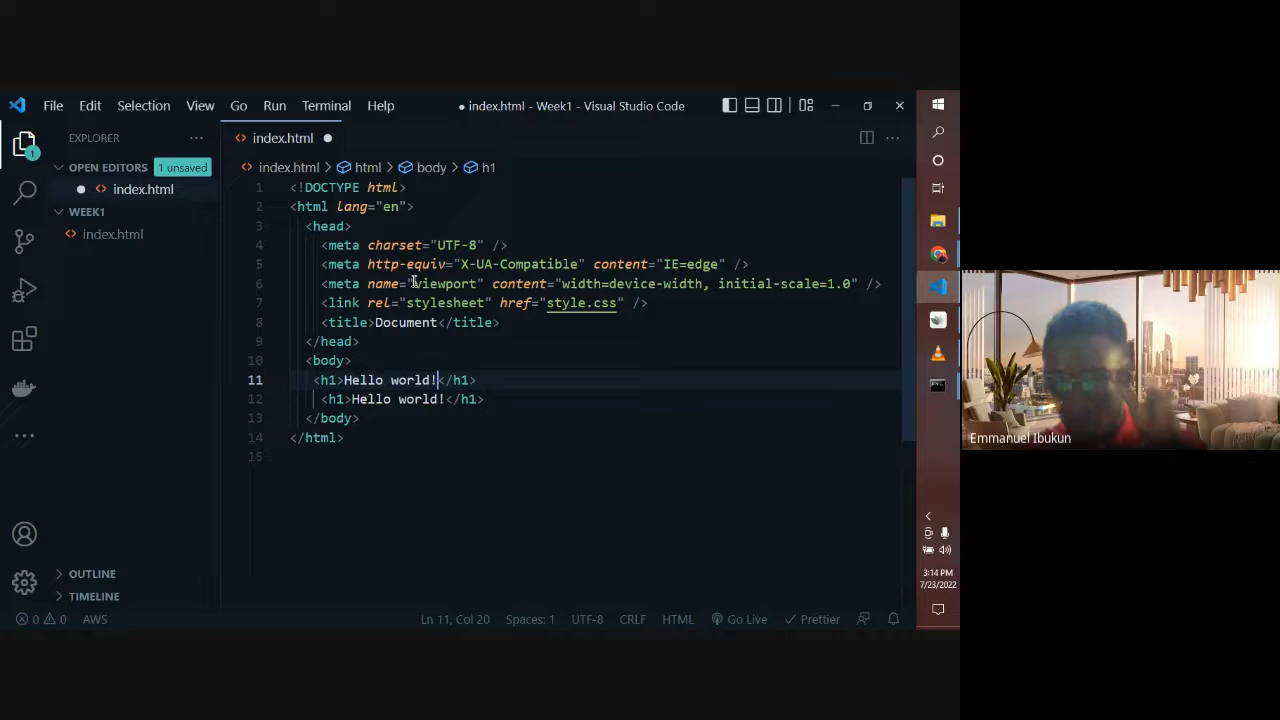 File Edit Selection View Go Run Terminal Help ● index.html - Week1 - Visual Studio Code
EXPLORER ···
index.html ●
OPEN EDITORS 1 unsaved
● index.html
WEEK1
index.html
index.html > html > body > h1
1 <!DOCTYPE html>
2 <html lang="en">
3 <head>
4 <meta charset="UTF-8" />
5 <meta http-equiv="X-UA-Compatible" content="IE=edge" />
6 <meta name="viewport" content="width=device-width, initial-scale=1.0" />
7 <link rel="stylesheet" href="style.css" />
8 <title>Document</title>
9 </head>
10 <body>
11 <h1>Hello world!</h1>
12 <h1>Hello world!</h1>
13 </body>
14 </html>
15
1
OUTLINE
TIMELINE
0 0 AWS Ln 11, Col 20 Spaces: 1 UTF-8 CRLF HTML Go Live Prettier
3:14 PM
7/23/2022
Emmanuel Ibukun